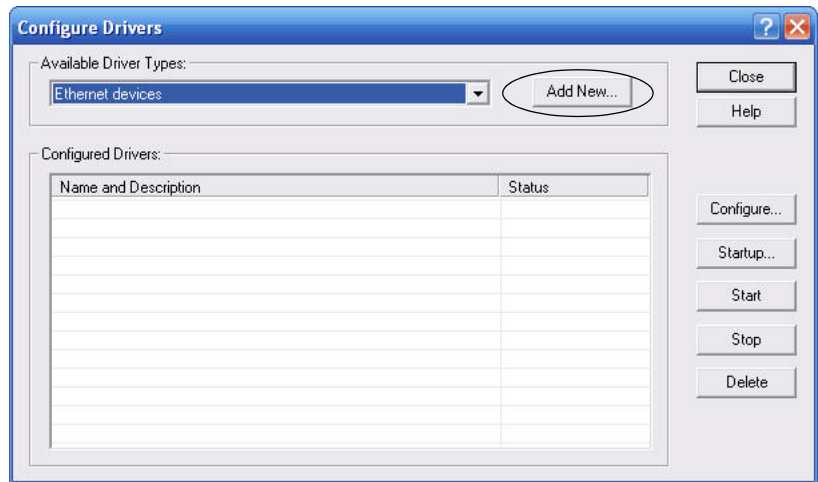 Configure Drivers
Available Driver Types:
Ethernet devices
Add New...
Close
Help
Configured Drivers:
Name and Description Status
Configure...
Startup...
Start
Stop
Delete